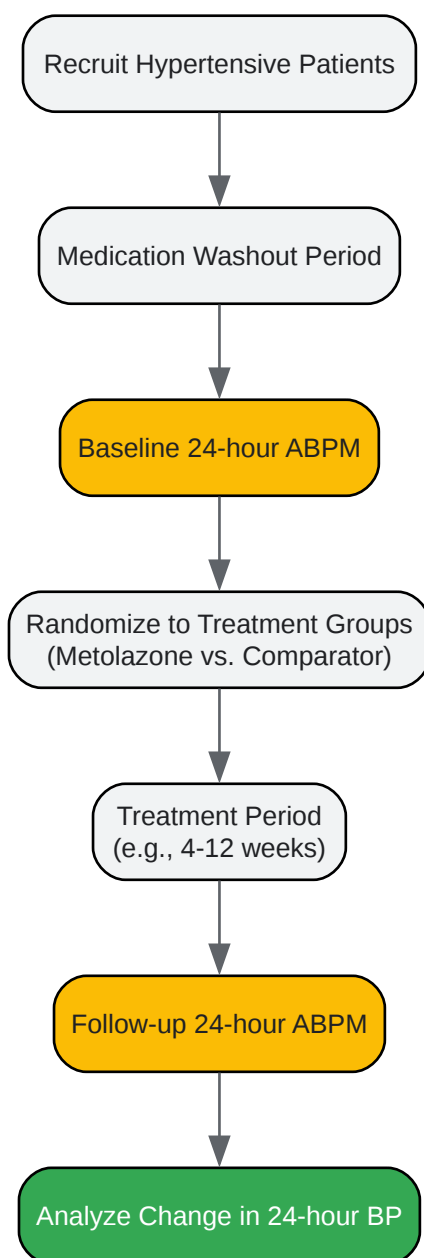 Recruit Hypertensive Patients
Medication Washout Period
Baseline 24-hour ABPM
Randomize to Treatment Groups
(Metolazone vs. Comparator)
Treatment Period
(e.g., 4-12 weeks)
Follow-up 24-hour ABPM
Analyze Change in 24-hour BP